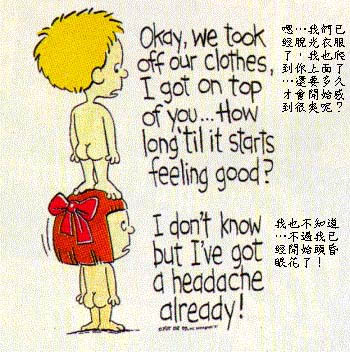 Okay, we took
off our clothes,
I got on top
of you...How
long 'til it starts
feeling good?
嗯…我們已
經脫光衣服
了，我也爬
到你上面了
…還要多久
才會開始感
到很爽呢？
I don't know
but I've got
a headache
already!
我也不知道
…不過我已
經開始頭昏
眼花了！